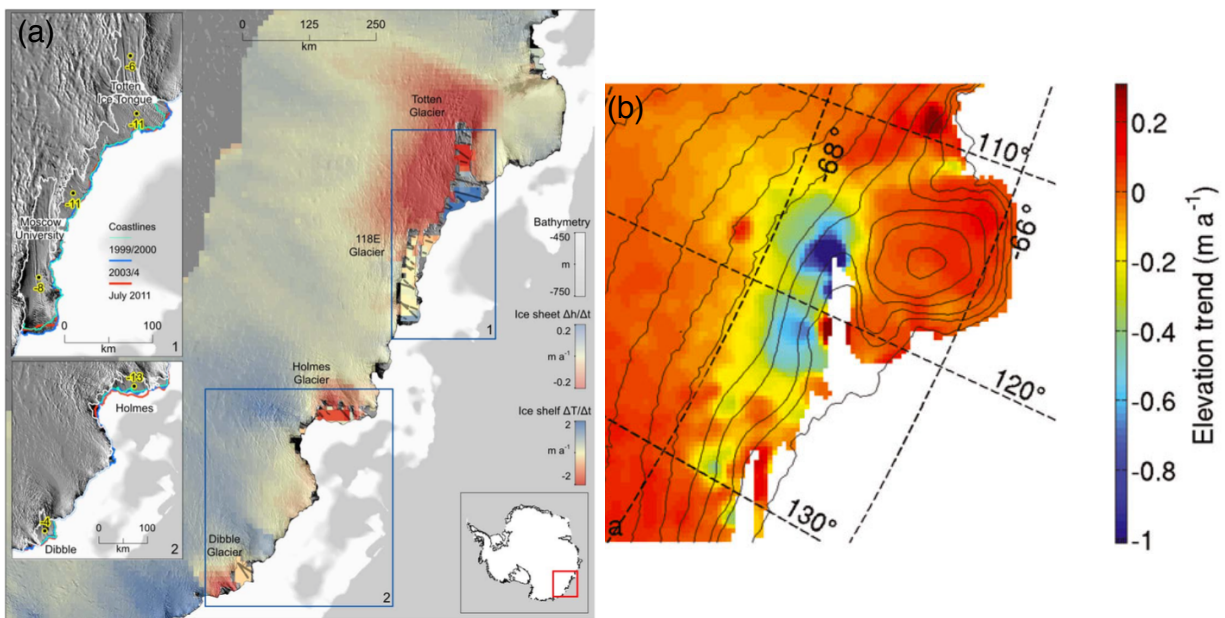 (a)
0 125 250
km
-6
Totten
Ice Tongue
-11
-11
Moscow
University
-8
Coastlines
1999/2000
2003/4
July 2011
0 100
km
1
Totten
Glacier
118E
Glacier
1
Bathymetry
-450
m
-750
Ice sheet Δh/Δt
0.2
m a-1
-0.2
Ice shelf ΔT/Δt
2
m a-1
-2
-13
Holmes
-4
Dibble
0 100
km
2
Holmes
Glacier
Dibble
Glacier
2
(b)
-68°
110°
-66°
120°
130°
a
0.2
0
-0.2
-0.4
-0.6
-0.8
-1
Elevation trend (m a-1)